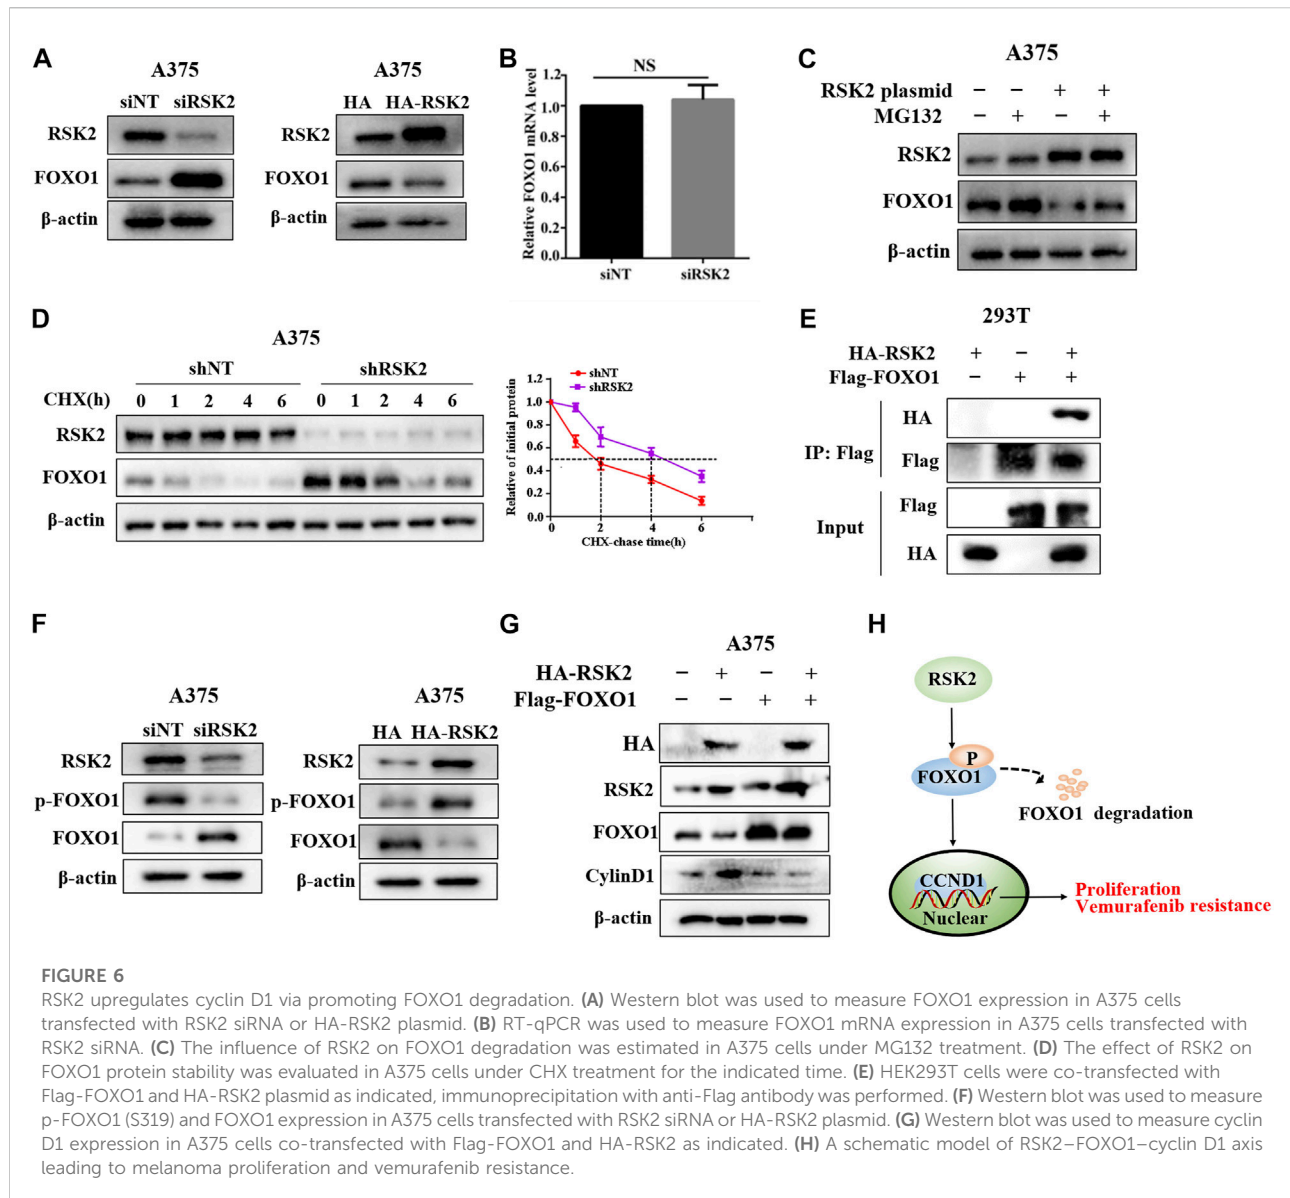 A
A375
siNT siRSK2
RSK2
FOXO1
β-actin
A375
HA HA-RSK2
RSK2
FOXO1
β-actin
B
NS
Relative FOXO1 mRNA level
1.2
1.0
0.8
0.6
0.4
0.2
0.0
siNT siRSK2
C
A375
RSK2 plasmid − − + +
MG132 − + − +
RSK2
FOXO1
β-actin
D
A375
shNT shRSK2
CHX(h) 0 1 2 4 6 0 1 2 4 6
RSK2
FOXO1
β-actin
shNT
shRSK2
Relative of initial protein
1.2
1.0
0.8
0.6
0.4
0.2
0.0
0 2 4 6
CHX-chase time(h)
E
293T
HA-RSK2 + − +
Flag-FOXO1 − + +
IP: Flag
HA
Flag
Input
Flag
HA
F
A375
siNT siRSK2
RSK2
p-FOXO1
FOXO1
β-actin
A375
HA HA-RSK2
RSK2
p-FOXO1
FOXO1
β-actin
G
A375
HA-RSK2 − + − +
Flag-FOXO1 − − + +
HA
RSK2
FOXO1
CylinD1
β-actin
H
RSK2
P
FOXO1
FOXO1 degradation
CCND1
Nuclear
Proliferation
Vemurafenib resistance
FIGURE 6
RSK2 upregulates cyclin D1 via promoting FOXO1 degradation. (A) Western blot was used to measure FOXO1 expression in A375 cells
transfected with RSK2 siRNA or HA-RSK2 plasmid. (B) RT-qPCR was used to measure FOXO1 mRNA expression in A375 cells transfected with
RSK2 siRNA. (C) The influence of RSK2 on FOXO1 degradation was estimated in A375 cells under MG132 treatment. (D) The effect of RSK2 on
FOXO1 protein stability was evaluated in A375 cells under CHX treatment for the indicated time. (E) HEK293T cells were co-transfected with
Flag-FOXO1 and HA-RSK2 plasmid as indicated, immunoprecipitation with anti-Flag antibody was performed. (F) Western blot was used to measure
p-FOXO1 (S319) and FOXO1 expression in A375 cells transfected with RSK2 siRNA or HA-RSK2 plasmid. (G) Western blot was used to measure cyclin
D1 expression in A375 cells co-transfected with Flag-FOXO1 and HA-RSK2 as indicated. (H) A schematic model of RSK2–FOXO1–cyclin D1 axis
leading to melanoma proliferation and vemurafenib resistance.